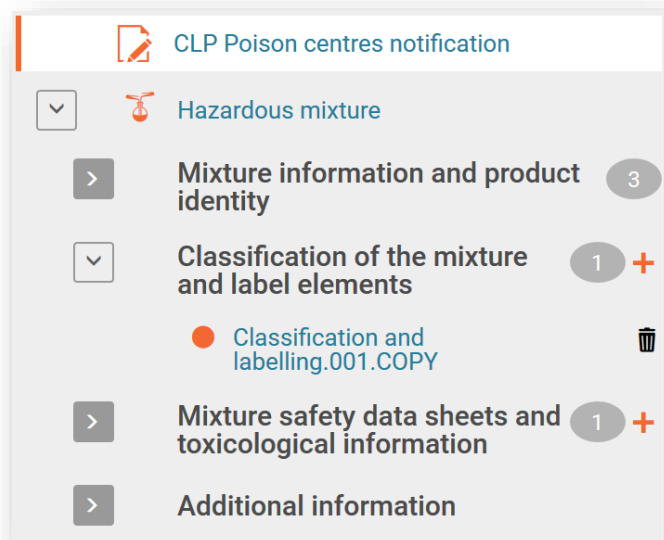 CLP Poison centres notification
Hazardous mixture
Mixture information and product
identity
3
Classification of the mixture
and label elements
1
Classification and
labelling.001.COPY
Mixture safety data sheets and
toxicological information
1
Additional information